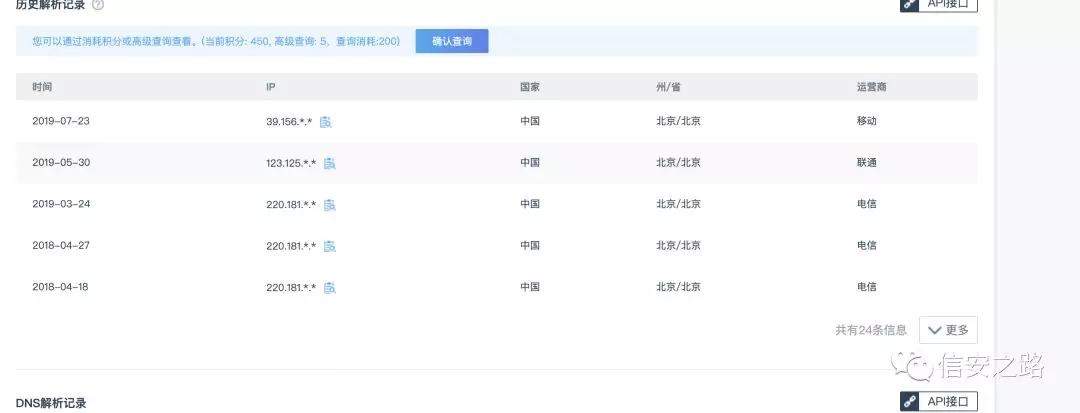 历史解析记录 ? API接口
您可以通过消耗积分或高级查询查看。(当前积分: 450, 高级查询: 5, 查询消耗:200) 确认查询
时间 IP 国家 州/省 运营商
2019-07-23 39.156.*.* 中国 北京/北京 移动
2019-05-30 123.125.*.* 中国 北京/北京 联通
2019-03-24 220.181.*.* 中国 北京/北京 电信
2018-04-27 220.181.*.* 中国 北京/北京 电信
2018-04-18 220.181.*.* 中国 北京/北京 电信
共有24条信息 更多
信安之路
DNS解析记录 API接口